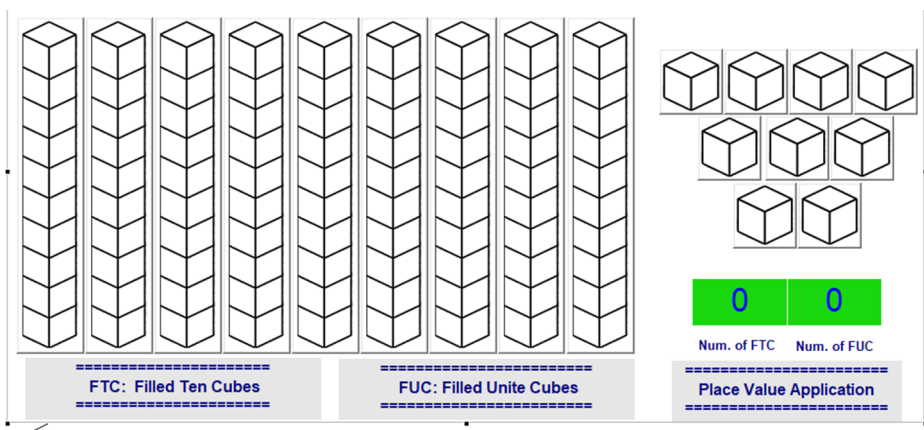 0 0
Num. of FTC Num. of FUC
=====================
FTC: Filled Ten Cubes
=====================
=======================
FUC: Filled Unite Cubes
=======================
======================
Place Value Application
======================